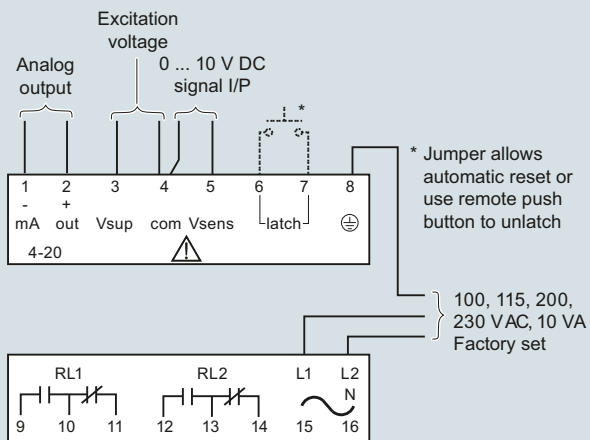 Excitation
voltage
Analog
output
0 ... 10 V DC
signal I/P
*
* Jumper allows
automatic reset or
use remote push
button to unlatch
1 2 3 4 5 6 7 8
- +
mA out Vsup com Vsens latch
4-20
100, 115, 200,
230 VAC, 10 VA
Factory set
RL1 RL2 L1 L2
N
9 10 11 12 13 14 15 16